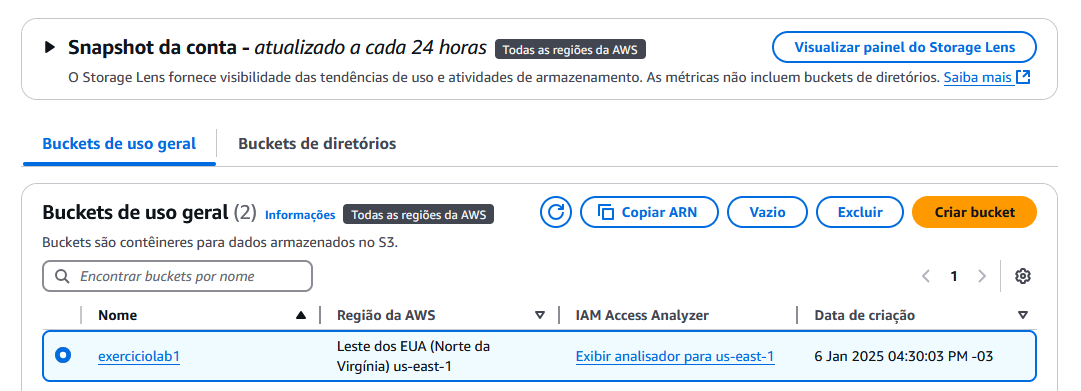 Snapshot da conta - atualizado a cada 24 horas Todas as regiões da AWS Visualizar painel do Storage Lens
O Storage Lens fornece visibilidade das tendências de uso e atividades de armazenamento. As métricas não incluem buckets de diretórios. Saiba mais
Buckets de uso geral Buckets de diretórios
Buckets de uso geral (2) Informações Todas as regiões da AWS Copiar ARN Vazio Excluir Criar bucket
Buckets são contêineres para dados armazenados no S3.
Encontrar buckets por nome 1
Nome Região da AWS IAM Access Analyzer Data de criação
exerciciolab1 Leste dos EUA (Norte da Virgínia) us-east-1 Exibir analisador para us-east-1 6 Jan 2025 04:30:03 PM -03